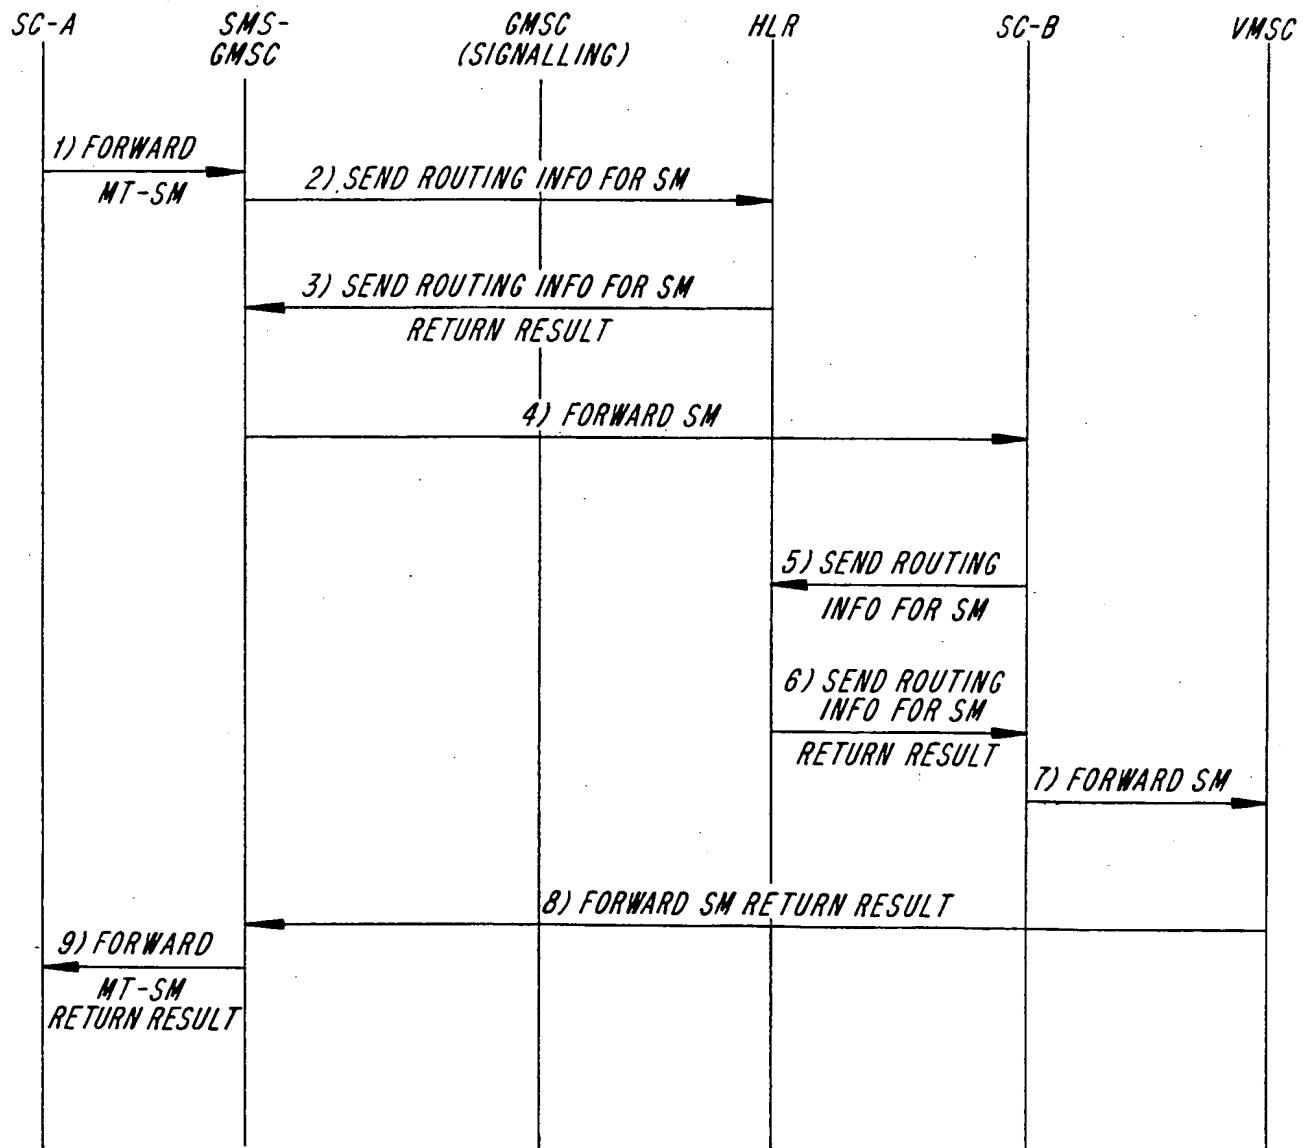 SC-A
SMS-
GMSC
GMSC
(SIGNALLING)
HLR
SC-B
VMSC
1) FORWARD
MT-SM
2) SEND ROUTING INFO FOR SM
3) SEND ROUTING INFO FOR SM
RETURN RESULT
4) FORWARD SM
5) SEND ROUTING
INFO FOR SM
6) SEND ROUTING
INFO FOR SM
RETURN RESULT
7) FORWARD SM
8) FORWARD SM RETURN RESULT
9) FORWARD
MT-SM
RETURN RESULT